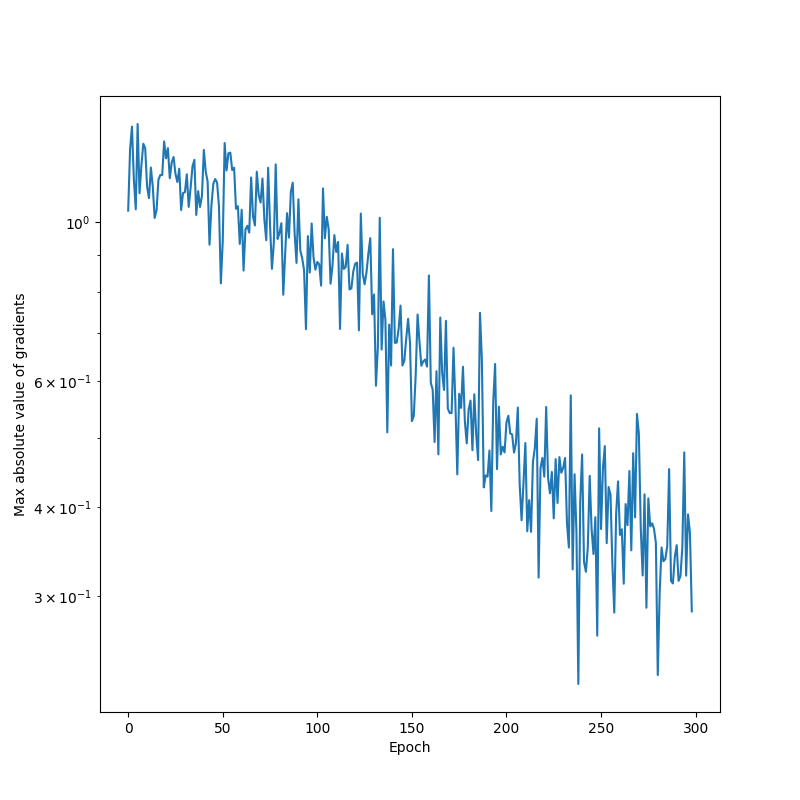 Max absolute value of gradients
10⁰
6 × 10⁻¹
4 × 10⁻¹
3 × 10⁻¹
0 50 100 150 200 250 300
Epoch